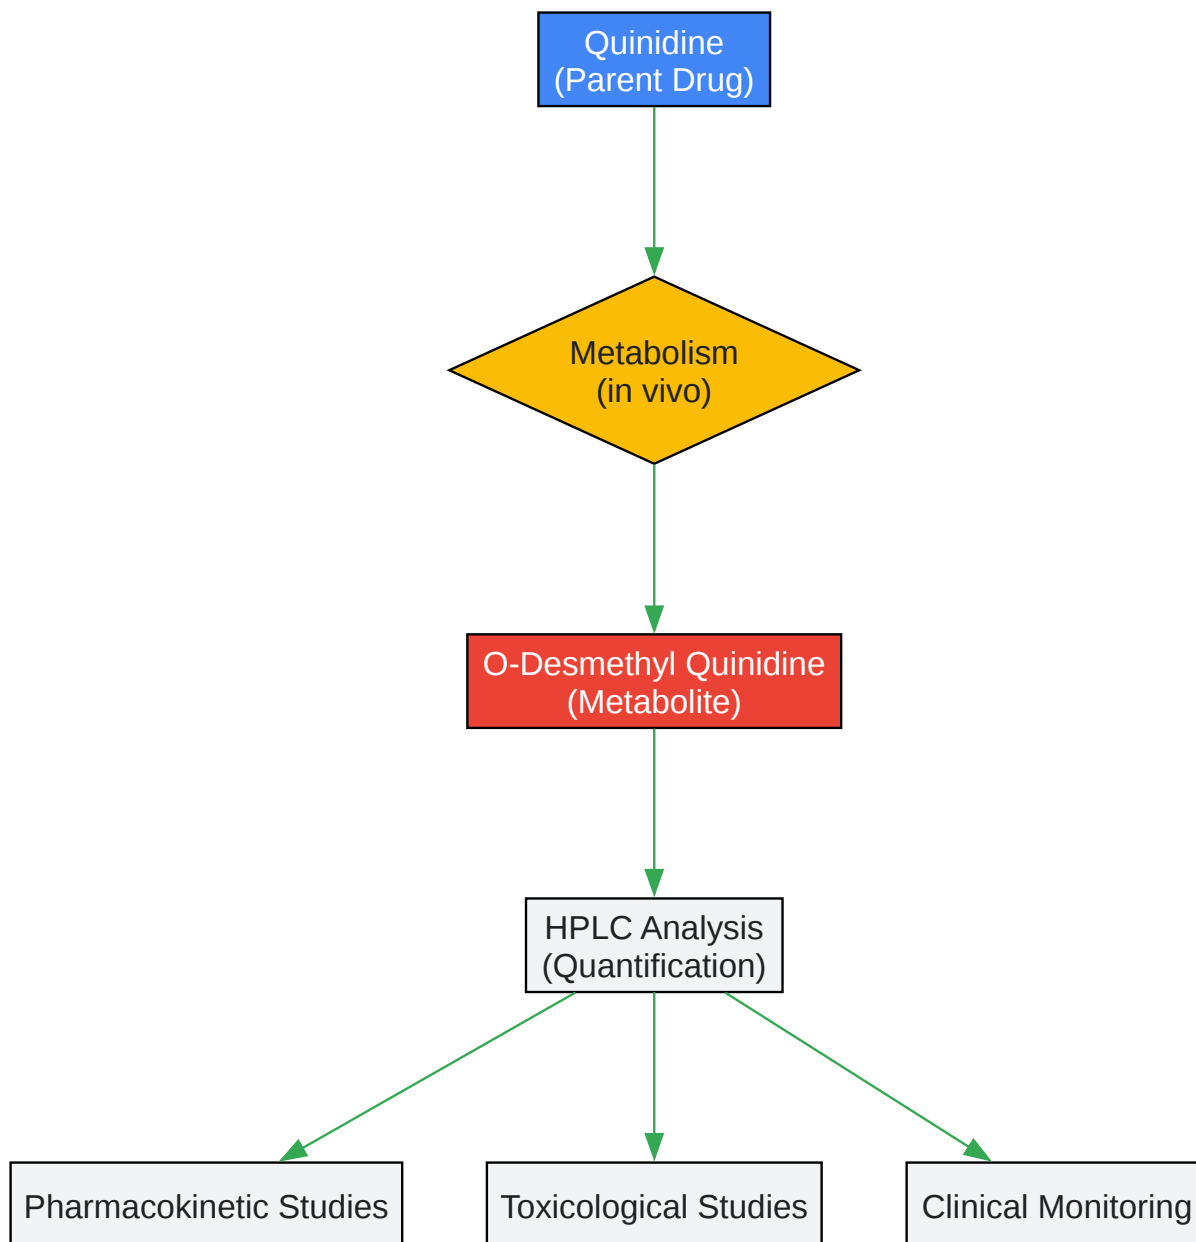 Quinidine
(Parent Drug)
Metabolism
(in vivo)
O-Desmethyl Quinidine
(Metabolite)
HPLC Analysis
(Quantification)
Pharmacokinetic Studies
Toxicological Studies
Clinical Monitoring